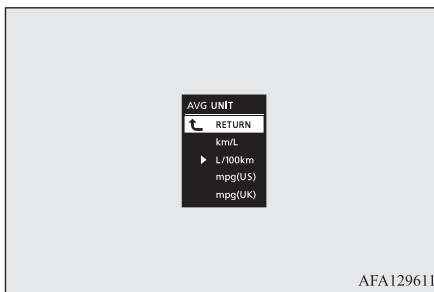 AVG UNIT
RETURN
km/L
L/100km
mpg(US)
mpg(UK)
AFA129611